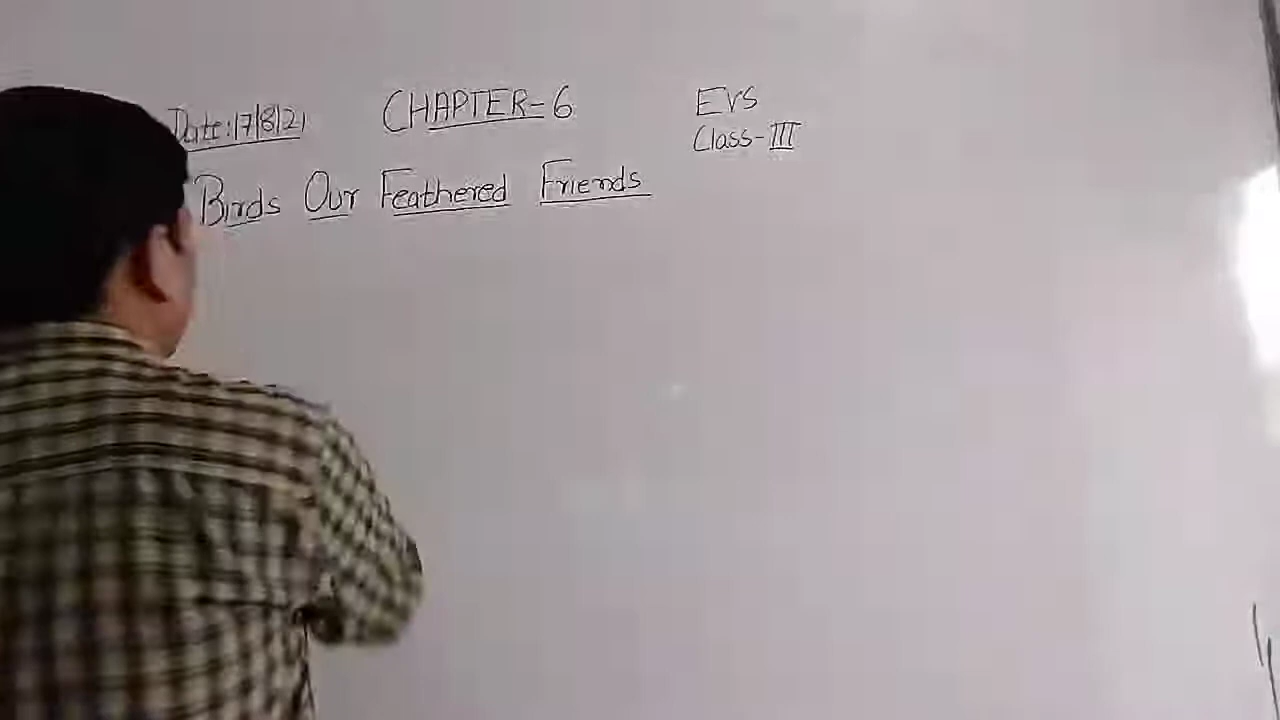 Date:17/8/21 CHAPTER-6 EVS
Class-III
Birds Our Feathered Friends